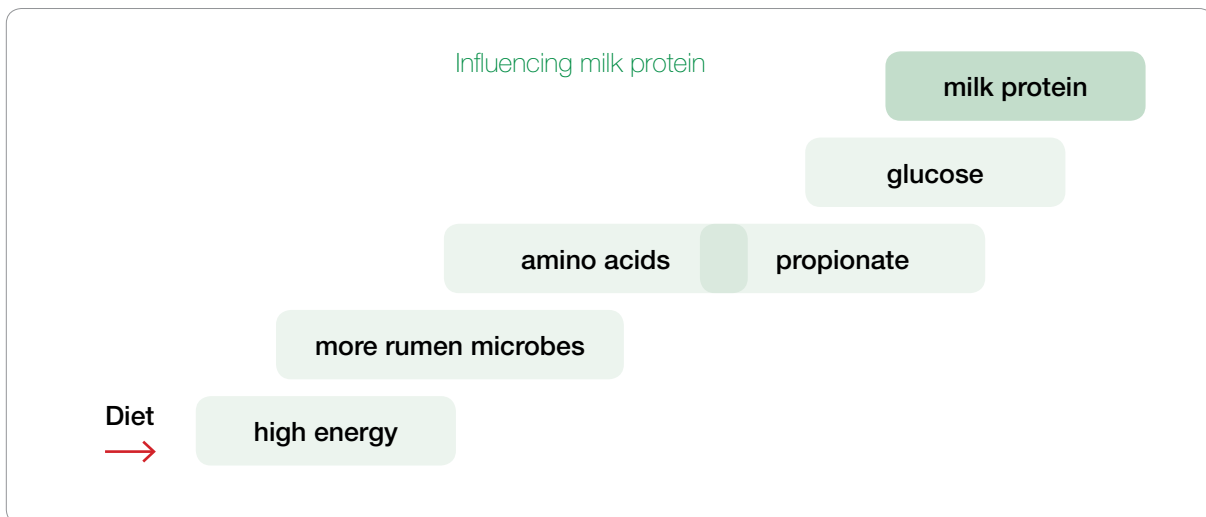 Influencing milk protein
milk protein
glucose
amino acids
propionate
more rumen microbes
Diet
high energy